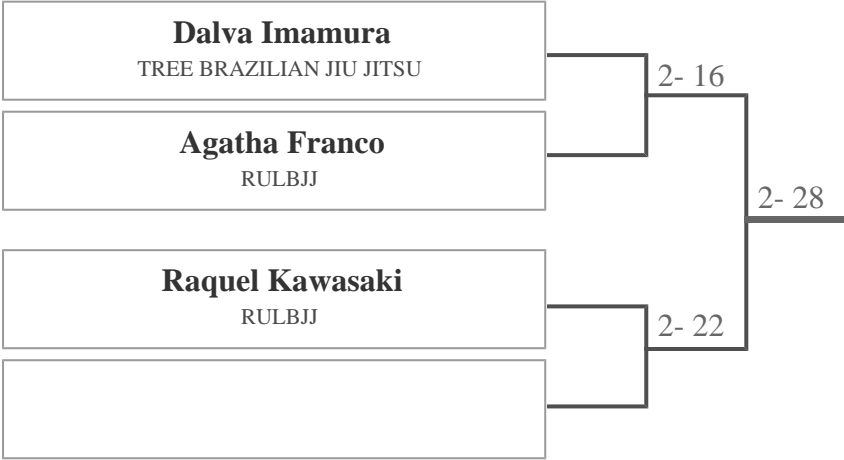 Dalva Imamura
TREE BRAZILIAN JIU JITSU
2- 16
Agatha Franco
RULBJJ
2- 28
Raquel Kawasaki
RULBJJ
2- 22